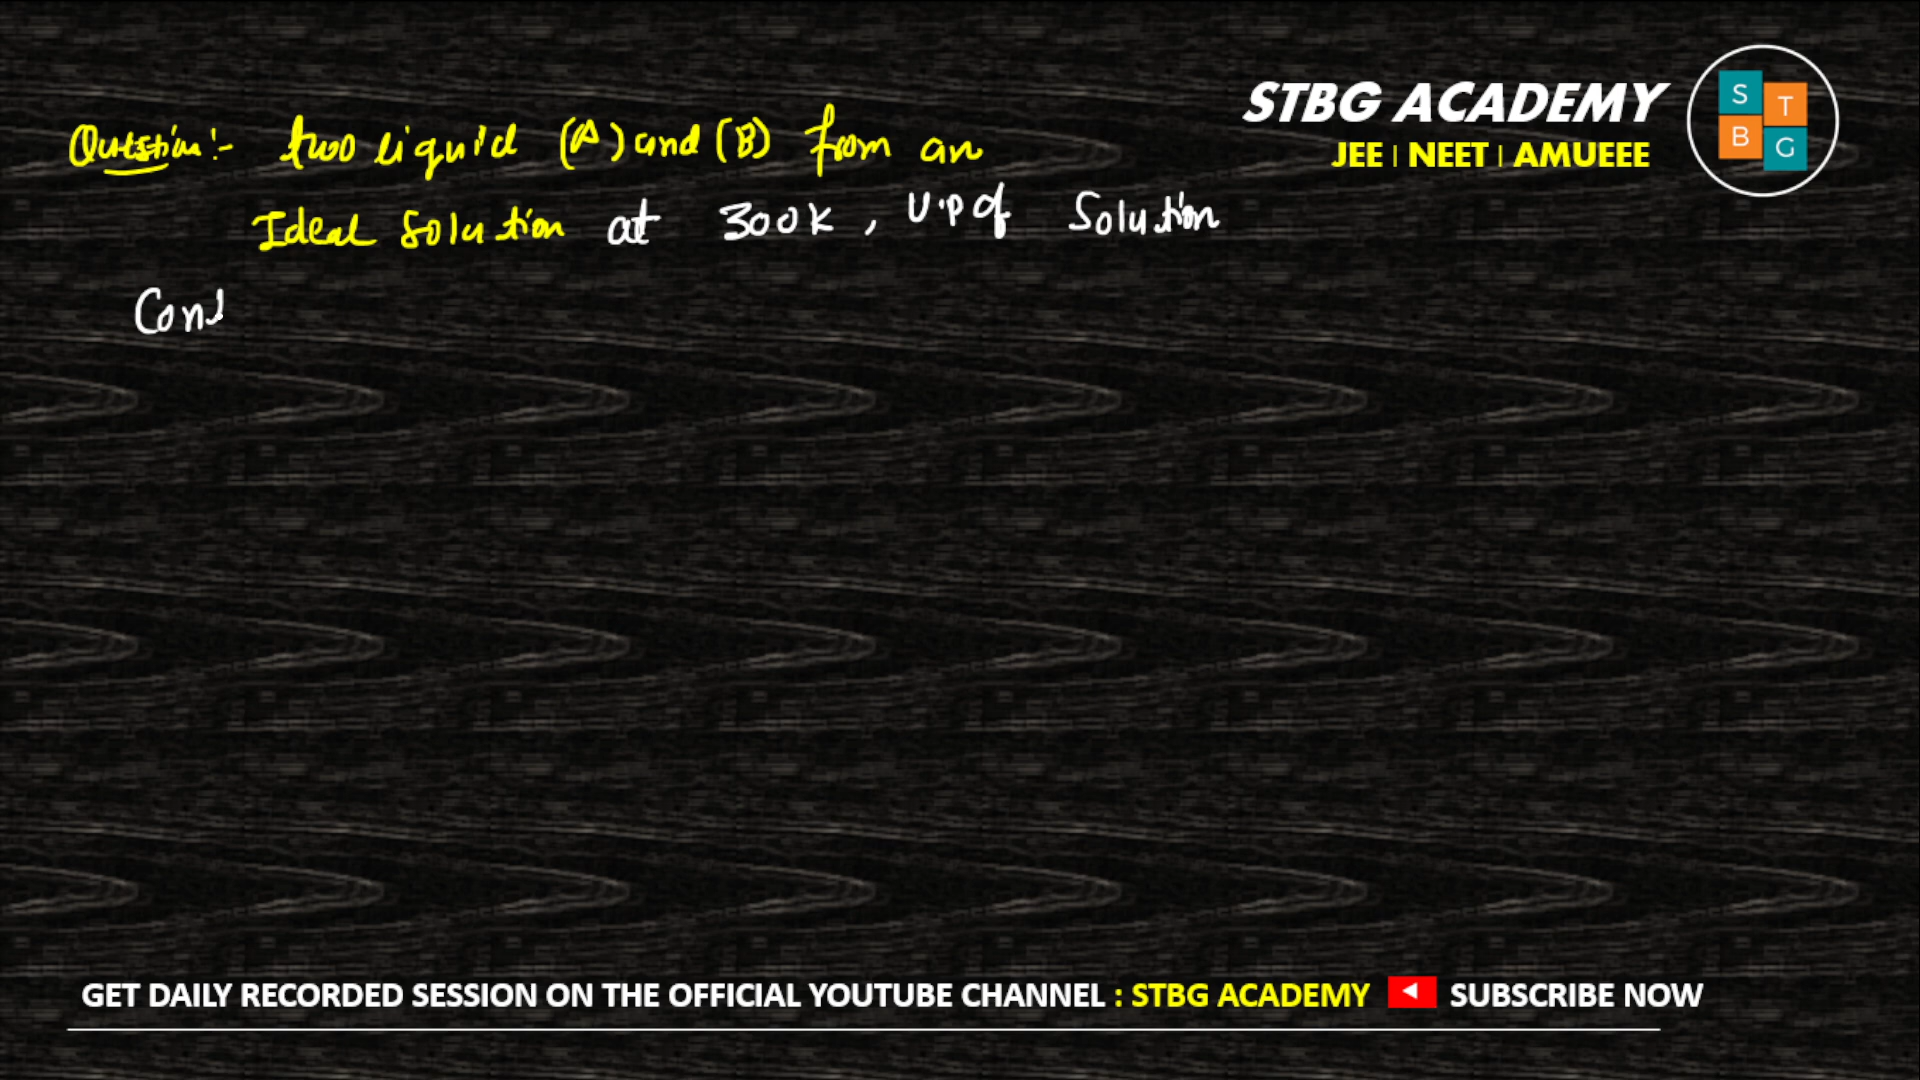 STBG ACADEMY
JEE | NEET | AMUEEE
S T
B G
Question:- two liquid (A) and (B) from an
Ideal Solution at 300K, V.P of Solution
Cons
GET DAILY RECORDED SESSION ON THE OFFICIAL YOUTUBE CHANNEL : STBG ACADEMY SUBSCRIBE NOW